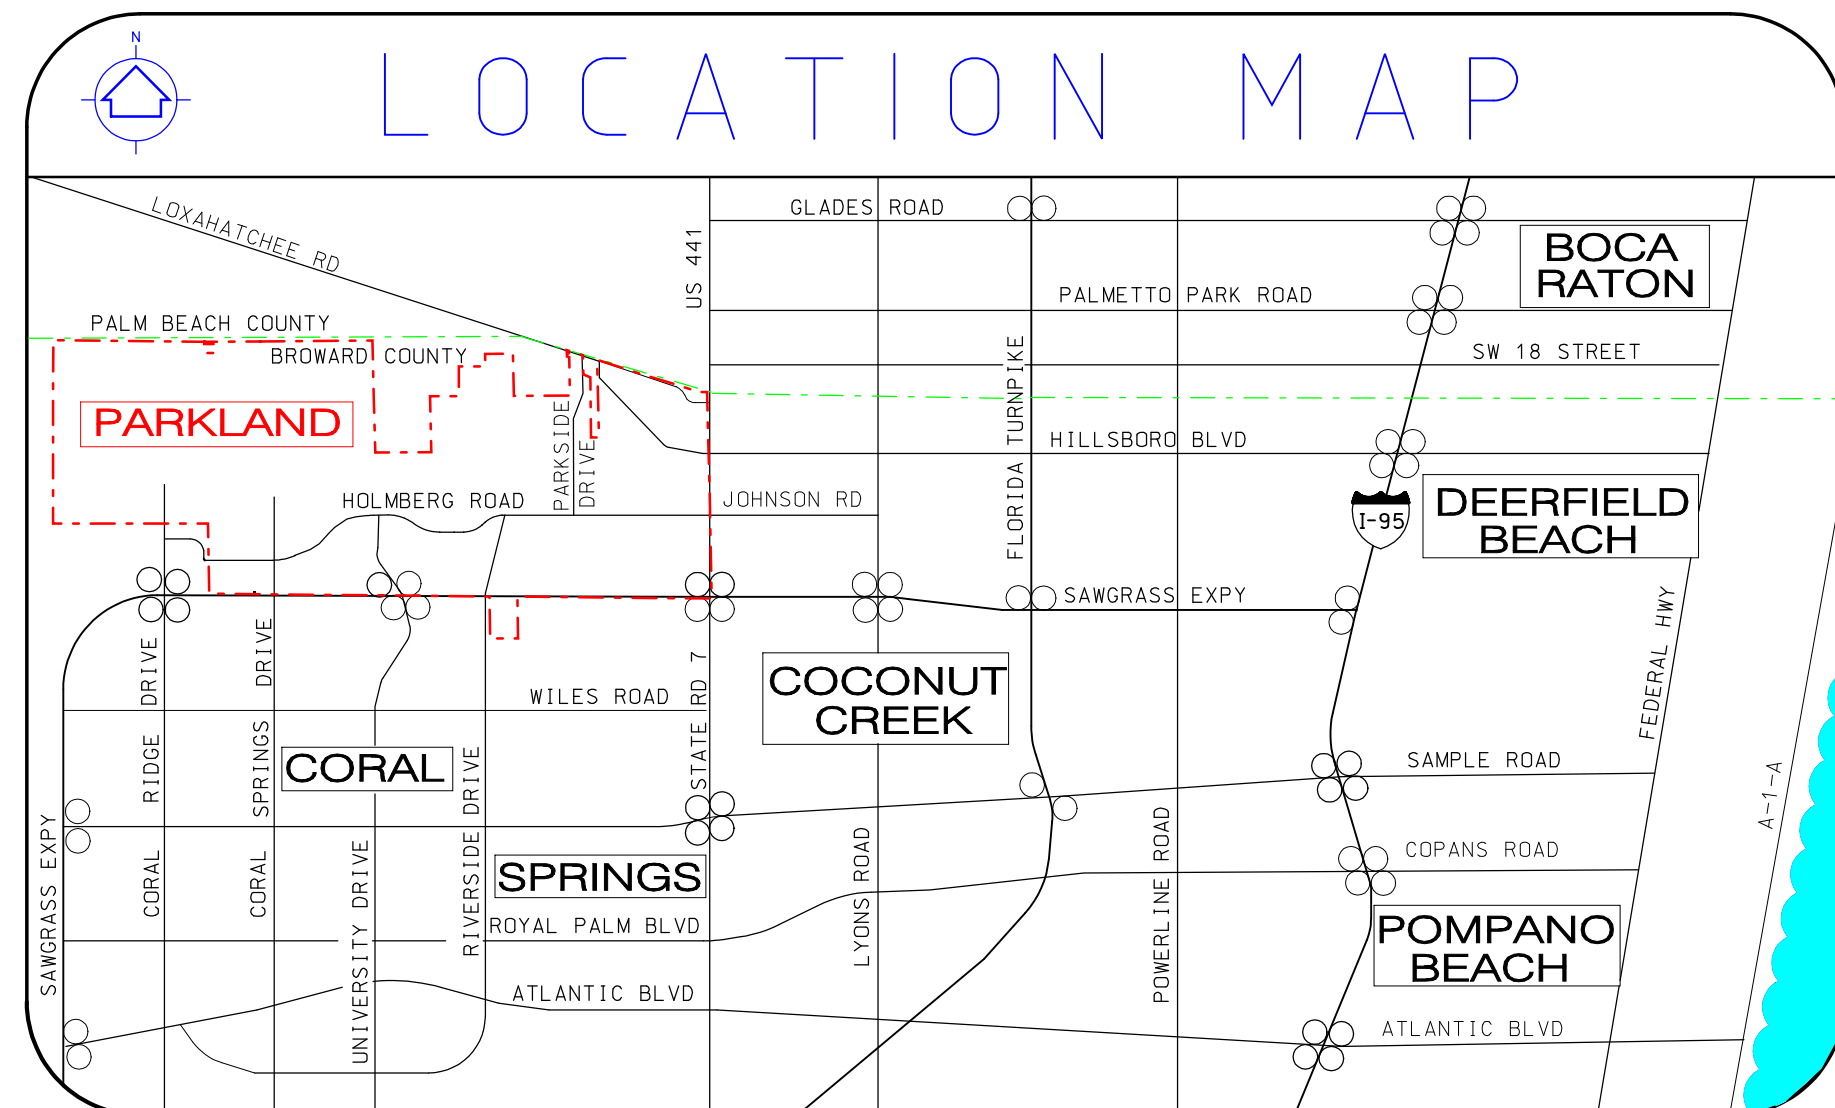 N
LOCATION MAP
LOXAHATCHEE RD
GLADES ROAD
US 441
BOCA
RATON
PALMETTO PARK ROAD
PALM BEACH COUNTY
BROWARD COUNTY
SW 18 STREET
FLORIDA TURNPIKE
PARKLAND
PARKSIDE
DRIVE
HILLSBORO BLVD
HOLMBERG ROAD
JOHNSON RD
I-95
DEERFIELD
BEACH
SAWGRASS EXPY
FEDERAL HWY
CORAL RIDGE DRIVE
CORAL SPRINGS DRIVE
WILES ROAD
STATE RD 7
COCONUT
CREEK
CORAL
SAMPLE ROAD
A-1-A
SAWGRASS EXPY
UNIVERSITY DRIVE
RIVERSIDE DRIVE
SPRINGS
LYONS ROAD
POWERLINE ROAD
COPANS ROAD
ROYAL PALM BLVD
POMPANO
BEACH
ATLANTIC BLVD
ATLANTIC BLVD